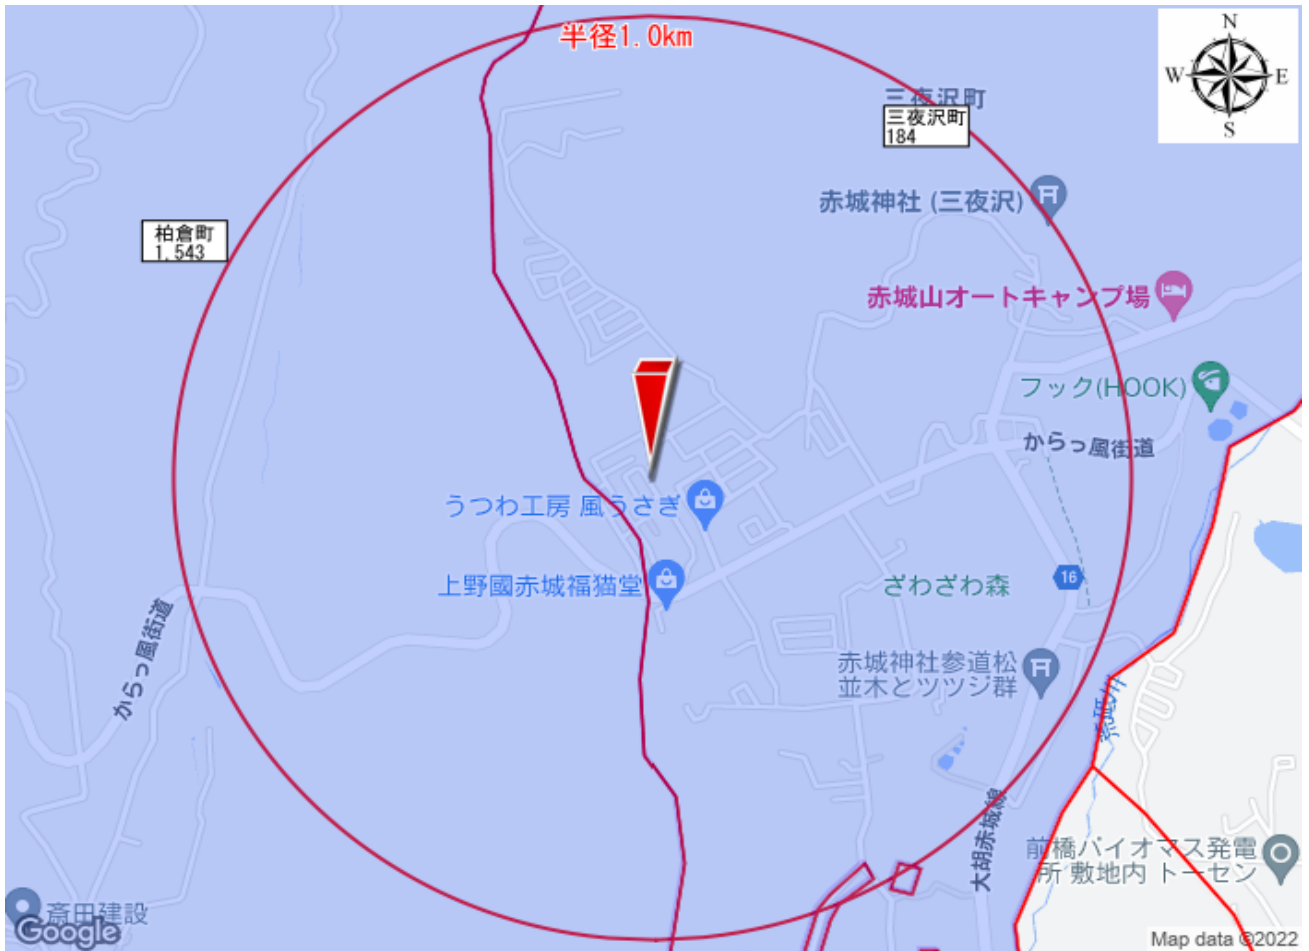 半径1.0km
N
W
E
S
三夜沢町
三夜沢町
184
赤城神社 (三夜沢)
柏倉町
1,543
赤城山オートキャンプ場
フック(HOOK)
からっ風街道
うつわ工房 風うさぎ
上野國赤城福猫堂
16
ざわざわ森
からっ風街道
赤城神社参道松
並木とツツジ群
大胡赤城線
前橋バイオマス発電
所 敷地内 トーセン
斎田建設
Google
Map data ©2022